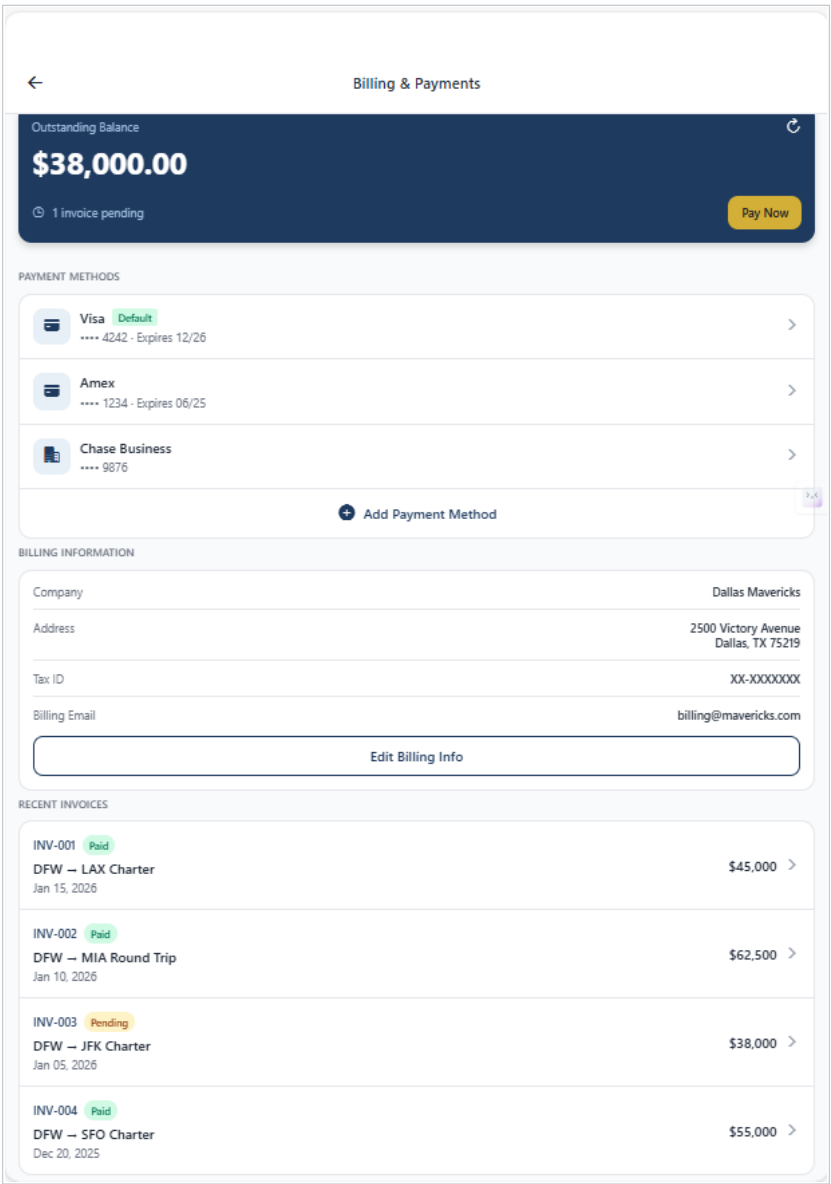 Billing & Payments
Outstanding Balance
$38,000.00
1 invoice pending
Pay Now
PAYMENT METHODS
Visa Default
•••• 4242 · Expires 12/26
Amex
•••• 1234 · Expires 06/25
Chase Business
•••• 9876
Add Payment Method
BILLING INFORMATION
Company Dallas Mavericks
Address 2500 Victory Avenue
Dallas, TX 75219
Tax ID XX-XXXXXXX
Billing Email billing@mavericks.com
Edit Billing Info
RECENT INVOICES
INV-001 Paid
DFW → LAX Charter
$45,000
Jan 15, 2026
INV-002 Paid
DFW → MIA Round Trip
$62,500
Jan 10, 2026
INV-003 Pending
DFW → JFK Charter
$38,000
Jan 05, 2026
INV-004 Paid
DFW → SFO Charter
$55,000
Dec 20, 2025